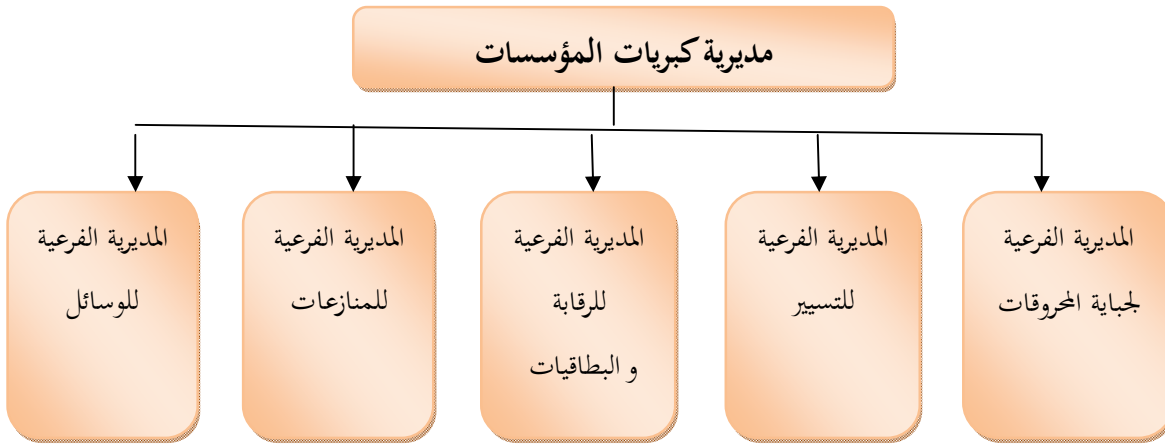 مديرية كبريات المؤسسات
المديرية الفرعية
لجباية المحروقات
المديرية الفرعية
للتسيير
المديرية الفرعية
للرقابة
و البطاقيات
المديرية الفرعية
للمنازعات
المديرية الفرعية
للوسائل